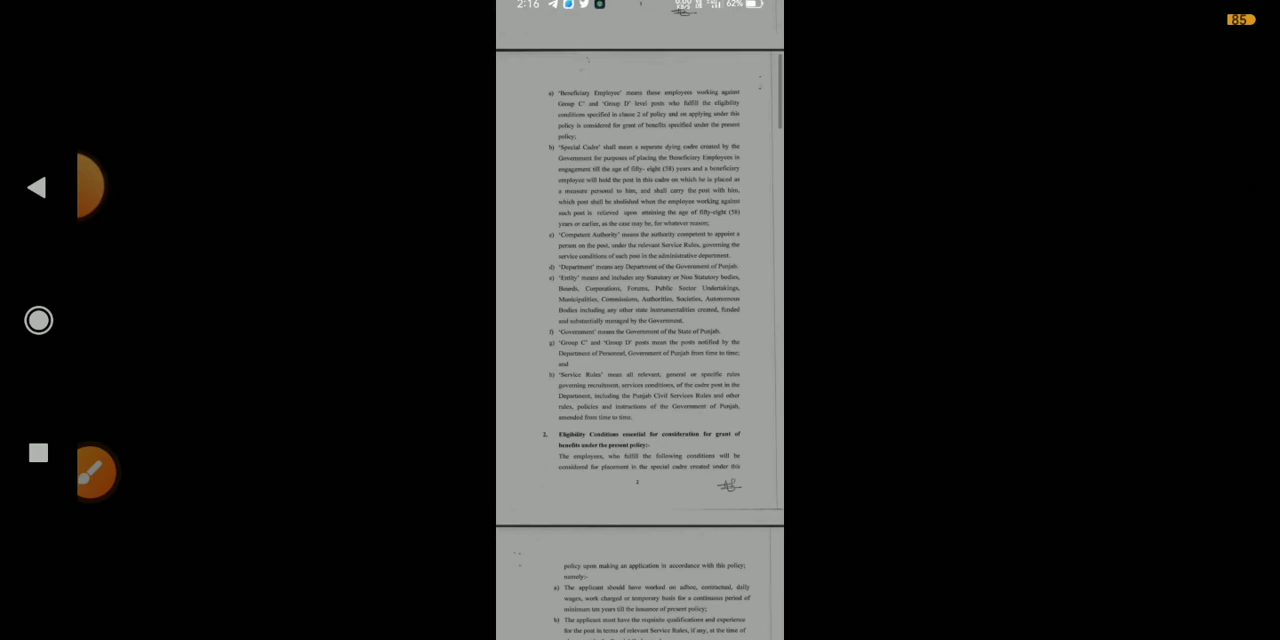 2:16
62%
85
a) 'Beneficiary Employee' means those employees working against
Group C' and 'Group D' level posts who fulfill the eligibility
conditions specified in clause 2 of policy and on applying under this
policy is considered for grant of benefits specified under the present
policy;
b) 'Special Cadre' shall mean a separate dying cadre created by the
Government for purposes of placing the Beneficiary Employees in
engagement till the age of fifty- eight (58) years and a beneficiary
employee will hold the post in this cadre on which he is placed as
a measure personal to him, and shall carry the post with him,
which post shall be abolished when the employee working against
such post is relieved upon attaining the age of fifty-eight (58)
years or earlier, as the case may be, for whatever reason;
c) 'Competent Authority' means the authority competent to appoint a
person on the post, under the relevant Service Rules, governing the
service conditions of such post in the administrative department.
d) 'Department' means any Department of the Government of Punjab.
e) 'Entity' means and includes any Statutory or Non Statutory bodies,
Boards, Corporations, Forums, Public Sector Undertakings,
Municipalities, Commissions, Authorities, Societies, Autonomous
Bodies including any other state instrumentalities created, funded
and substantially managed by the Government.
f) 'Government' means the Government of the State of Punjab.
g) 'Group C' and 'Group D' posts mean the posts notified by the
Department of Personnel, Government of Punjab from time to time;
and
h) 'Service Rules' mean all relevant, general or specific rules
governing recruitment, services conditions, of the cadre post in the
Department, including the Punjab Civil Services Rules and other
rules, policies and instructions of the Government of Punjab,
amended from time to time.
2. Eligibility Conditions essential for consideration for grant of
benefits under the present policy:-
The employees, who fulfill the following conditions will be
considered for placement in the special cadre created under this
policy upon making an application in accordance with this policy;
namely:-
a) The applicant should have worked on adhoc, contractual, daily
wages, work charged or temporary basis for a continuous period of
minimum ten years till the issuance of present policy;
b) The applicant must have the requisite qualifications and experience
for the post in terms of relevant Service Rules, if any, at the time of